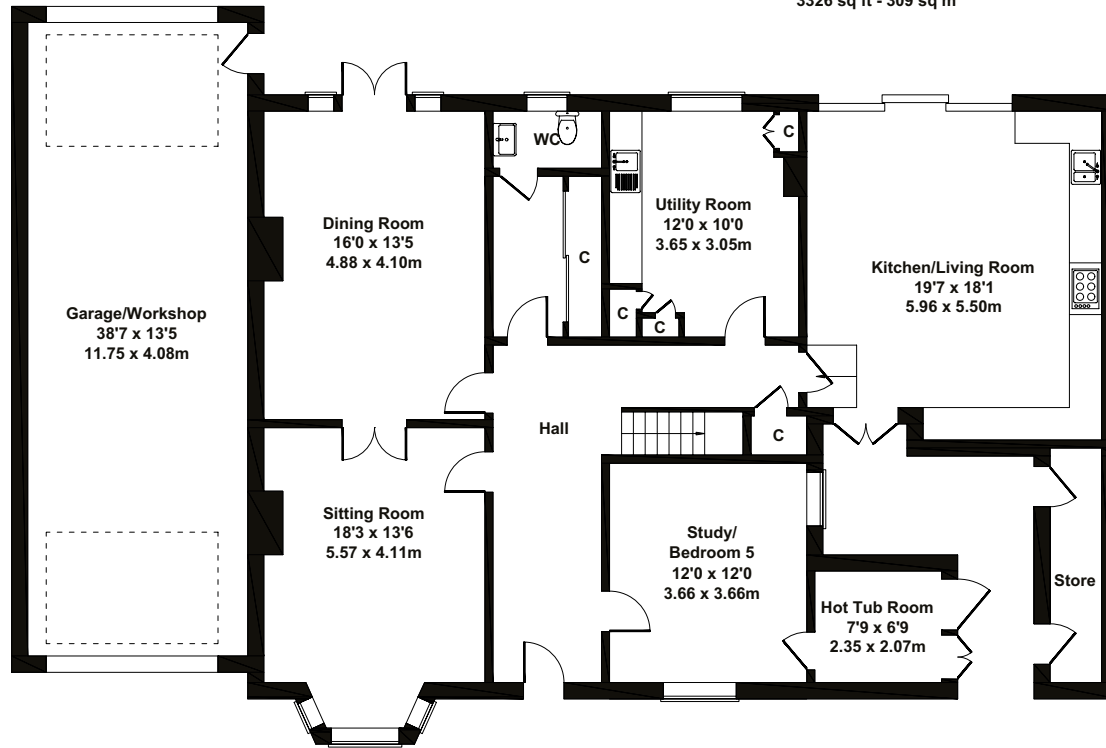 3326 sq ft - 309 sq m
WC
C
Utility Room
12'0 x 10'0
3.65 x 3.05m
Dining Room
16'0 x 13'5
4.88 x 4.10m
C
Kitchen/Living Room
19'7 x 18'1
5.96 x 5.50m
Garage/Workshop
38'7 x 13'5
11.75 x 4.08m
C
C
Hall
C
Sitting Room
18'3 x 13'6
5.57 x 4.11m
Study/
Bedroom 5
12'0 x 12'0
3.66 x 3.66m
Hot Tub Room
7'9 x 6'9
2.35 x 2.07m
Store